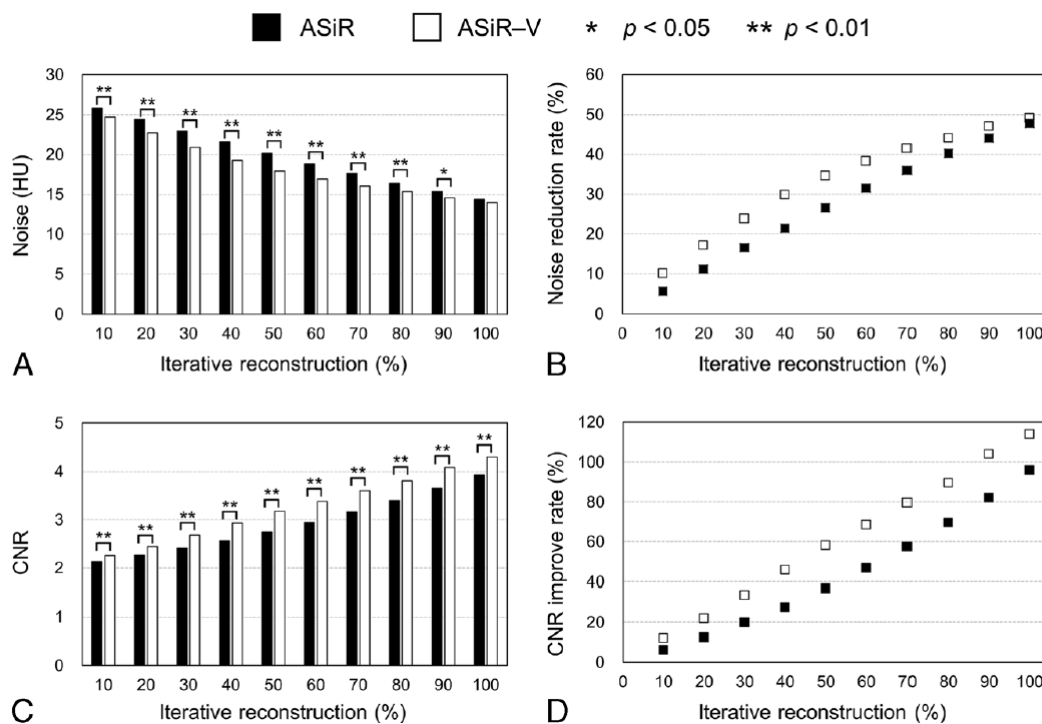 ASiR ASiR–V * p < 0.05 ** p < 0.01
30
25
20
15
10
5
0
Noise (HU)
** ** ** ** ** ** ** ** *
10 20 30 40 50 60 70 80 90 100
Iterative reconstruction (%)
A
60
50
40
30
20
10
0
Noise reduction rate (%)
0 10 20 30 40 50 60 70 80 90 100
Iterative reconstruction (%)
B
5
4
3
2
1
0
CNR
** ** ** ** ** ** ** ** ** **
10 20 30 40 50 60 70 80 90 100
Iterative reconstruction (%)
C
120
100
80
60
40
20
0
CNR improve rate (%)
0 10 20 30 40 50 60 70 80 90 100
Iterative reconstruction (%)
D